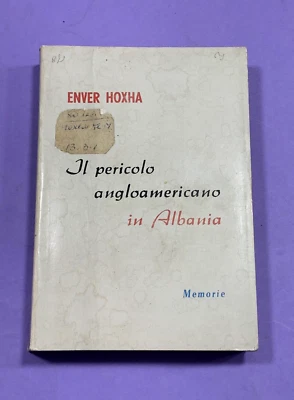 ENVER HOXHA
Il pericolo
angloamericano
in Albania
Memorie